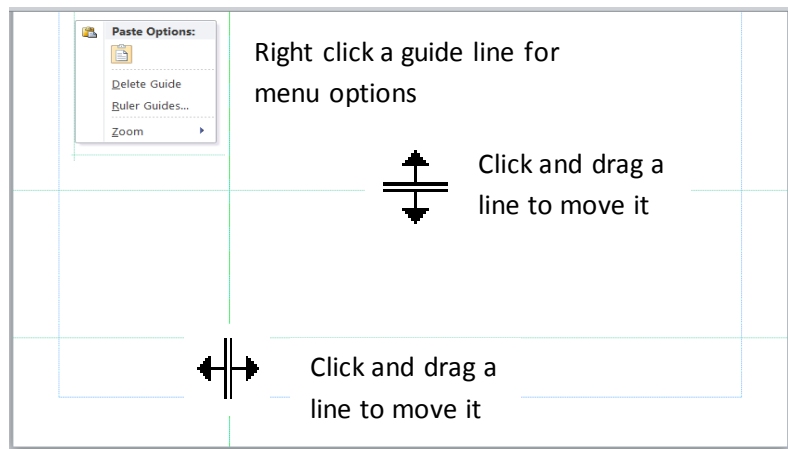 Paste Options:
Delete Guide
Ruler Guides...
Zoom
Right click a guide line for
menu options
Click and drag a
line to move it
Click and drag a
line to move it